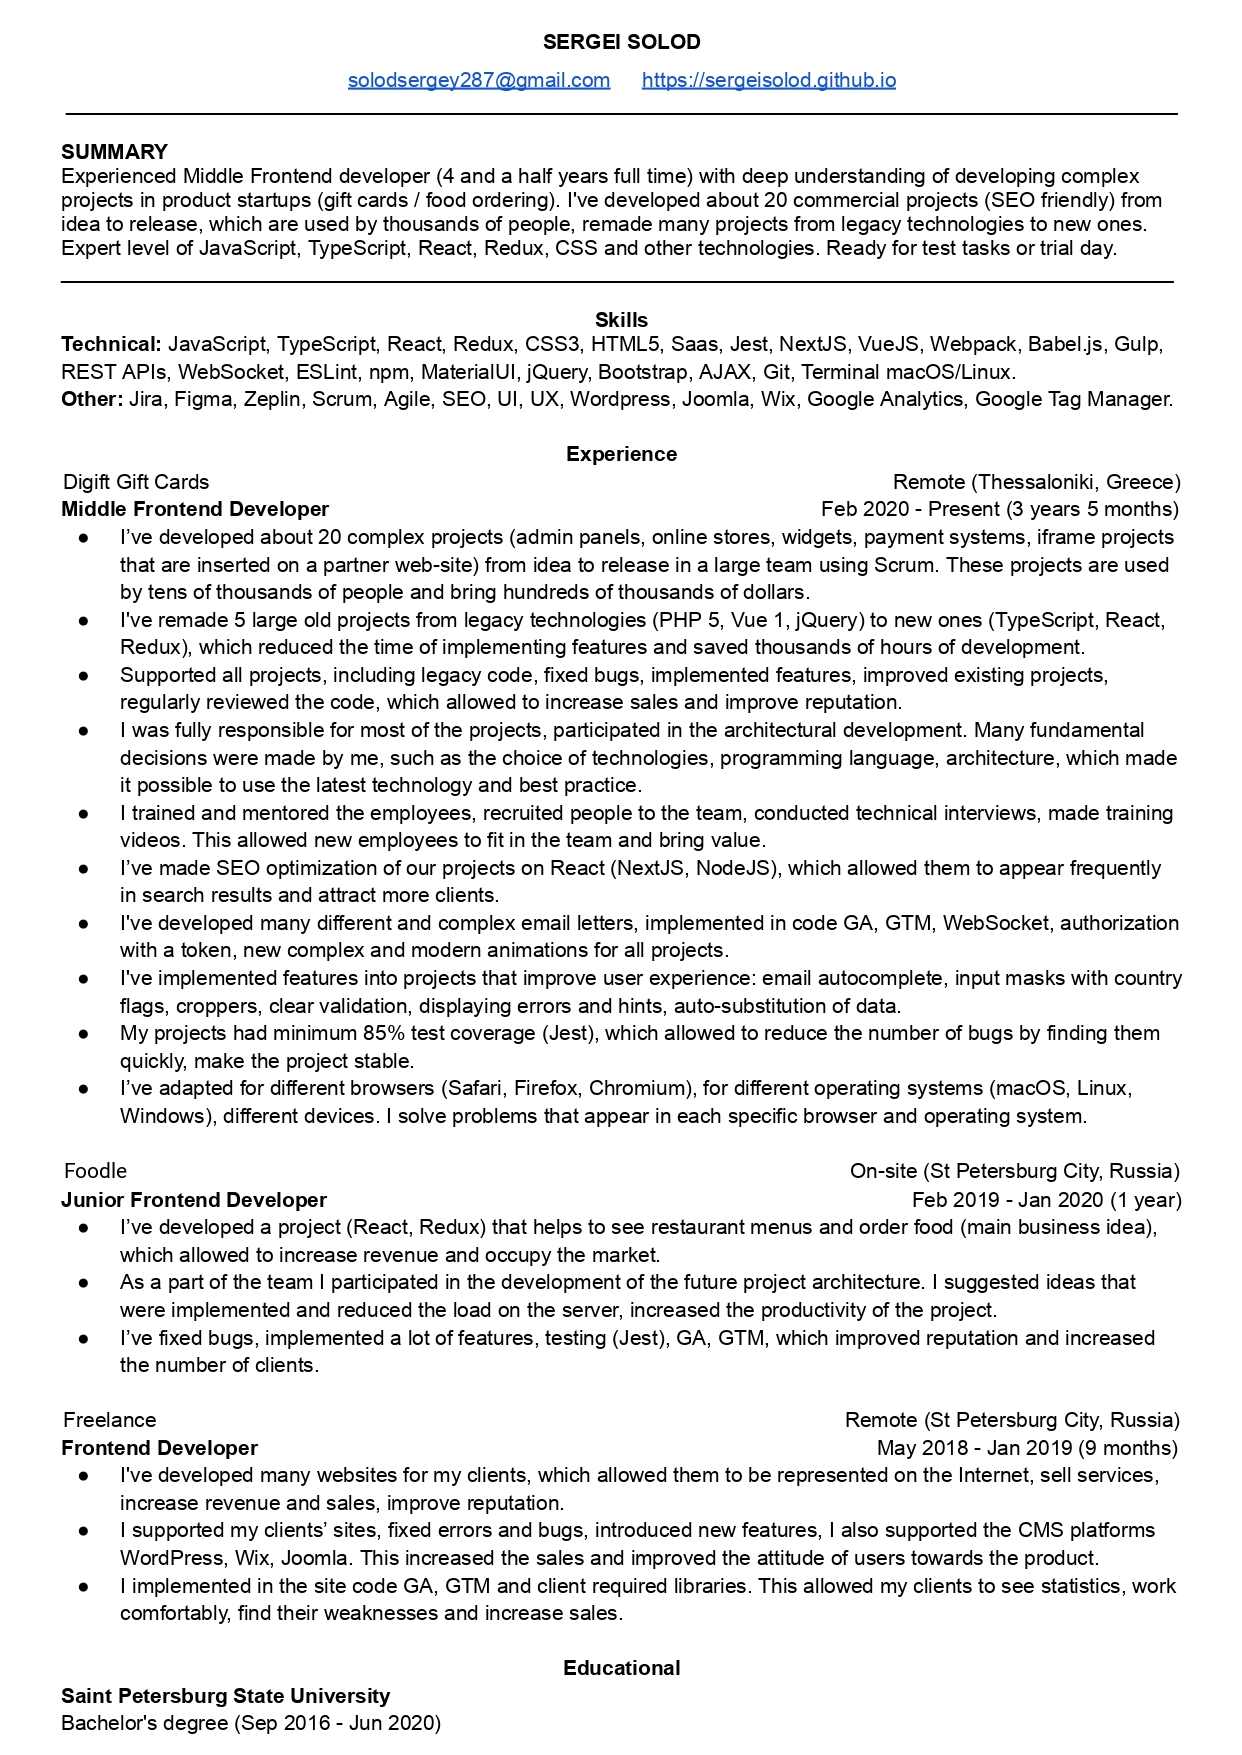 SERGEI SOLOD
solodsergey287@gmail.com https://sergeisolod.github.io
SUMMARY
Experienced Middle Frontend developer (4 and a half years full time) with deep understanding of developing complex
projects in product startups (gift cards / food ordering). I've developed about 20 commercial projects (SEO friendly) from
idea to release, which are used by thousands of people, remade many projects from legacy technologies to new ones.
Expert level of JavaScript, TypeScript, React, Redux, CSS and other technologies. Ready for test tasks or trial day.
Skills
Technical: JavaScript, TypeScript, React, Redux, CSS3, HTML5, Saas, Jest, NextJS, VueJS, Webpack, Babel.js, Gulp,
REST APIs, WebSocket, ESLint, npm, MaterialUI, jQuery, Bootstrap, AJAX, Git, Terminal macOS/Linux.
Other: Jira, Figma, Zeplin, Scrum, Agile, SEO, UI, UX, Wordpress, Joomla, Wix, Google Analytics, Google Tag Manager.
Experience
Digift Gift Cards Remote (Thessaloniki, Greece)
Middle Frontend Developer Feb 2020 - Present (3 years 5 months)
● I’ve developed about 20 complex projects (admin panels, online stores, widgets, payment systems, iframe projects
that are inserted on a partner web-site) from idea to release in a large team using Scrum. These projects are used
by tens of thousands of people and bring hundreds of thousands of dollars.
● I've remade 5 large old projects from legacy technologies (PHP 5, Vue 1, jQuery) to new ones (TypeScript, React,
Redux), which reduced the time of implementing features and saved thousands of hours of development.
● Supported all projects, including legacy code, fixed bugs, implemented features, improved existing projects,
regularly reviewed the code, which allowed to increase sales and improve reputation.
● I was fully responsible for most of the projects, participated in the architectural development. Many fundamental
decisions were made by me, such as the choice of technologies, programming language, architecture, which made
it possible to use the latest technology and best practice.
● I trained and mentored the employees, recruited people to the team, conducted technical interviews, made training
videos. This allowed new employees to fit in the team and bring value.
● I’ve made SEO optimization of our projects on React (NextJS, NodeJS), which allowed them to appear frequently
in search results and attract more clients.
● I've developed many different and complex email letters, implemented in code GA, GTM, WebSocket, authorization
with a token, new complex and modern animations for all projects.
● I've implemented features into projects that improve user experience: email autocomplete, input masks with country
flags, croppers, clear validation, displaying errors and hints, auto-substitution of data.
● My projects had minimum 85% test coverage (Jest), which allowed to reduce the number of bugs by finding them
quickly, make the project stable.
● I’ve adapted for different browsers (Safari, Firefox, Chromium), for different operating systems (macOS, Linux,
Windows), different devices. I solve problems that appear in each specific browser and operating system.
Foodle On-site (St Petersburg City, Russia)
Junior Frontend Developer Feb 2019 - Jan 2020 (1 year)
● I’ve developed a project (React, Redux) that helps to see restaurant menus and order food (main business idea),
which allowed to increase revenue and occupy the market.
● As a part of the team I participated in the development of the future project architecture. I suggested ideas that
were implemented and reduced the load on the server, increased the productivity of the project.
● I’ve fixed bugs, implemented a lot of features, testing (Jest), GA, GTM, which improved reputation and increased
the number of clients.
Freelance Remote (St Petersburg City, Russia)
Frontend Developer May 2018 - Jan 2019 (9 months)
● I've developed many websites for my clients, which allowed them to be represented on the Internet, sell services,
increase revenue and sales, improve reputation.
● I supported my clients’ sites, fixed errors and bugs, introduced new features, I also supported the CMS platforms
WordPress, Wix, Joomla. This increased the sales and improved the attitude of users towards the product.
● I implemented in the site code GA, GTM and client required libraries. This allowed my clients to see statistics, work
comfortably, find their weaknesses and increase sales.
Educational
Saint Petersburg State University
Bachelor's degree (Sep 2016 - Jun 2020)